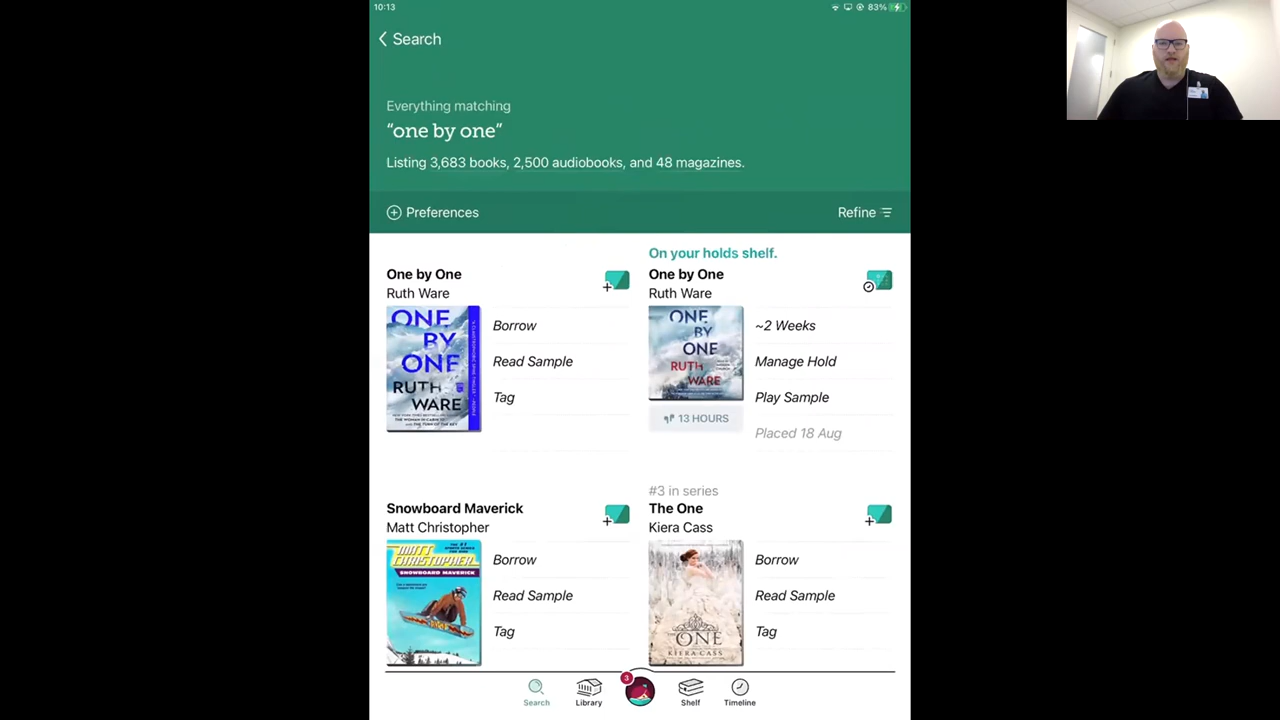 10:13
83%
Search
Everything matching
“one by one”
Listing 3,683 books, 2,500 audiobooks, and 48 magazines.
Preferences
Refine
One by One
Ruth Ware
ONE
BY
ONE
RUTH
WARE
Borrow
Read Sample
Tag
On your holds shelf.
One by One
Ruth Ware
ONE
BY
ONE
RUTH
WARE
13 HOURS
~2 Weeks
Manage Hold
Play Sample
Placed 18 Aug
Snowboard Maverick
Matt Christopher
MATT
CHRISTOPHER
SNOWBOARD MAVERICK
Borrow
Read Sample
Tag
#3 in series
The One
Kiera Cass
THE
ONE
KIERA CASS
Borrow
Read Sample
Tag
Search
Library
3
Shelf
Timeline